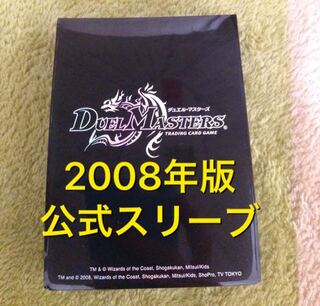 デュエル・マスターズ
DUEL MASTERS®
TRADING CARD GAME
2008年版
公式スリーブ
TM & © Wizards of the Coast, Shogakukan, Mitsui/Kids
TM and © 2008, Wizards of the Coast, Shogakukan, Mitsui/Kids, ShoPro, TV TOKYO